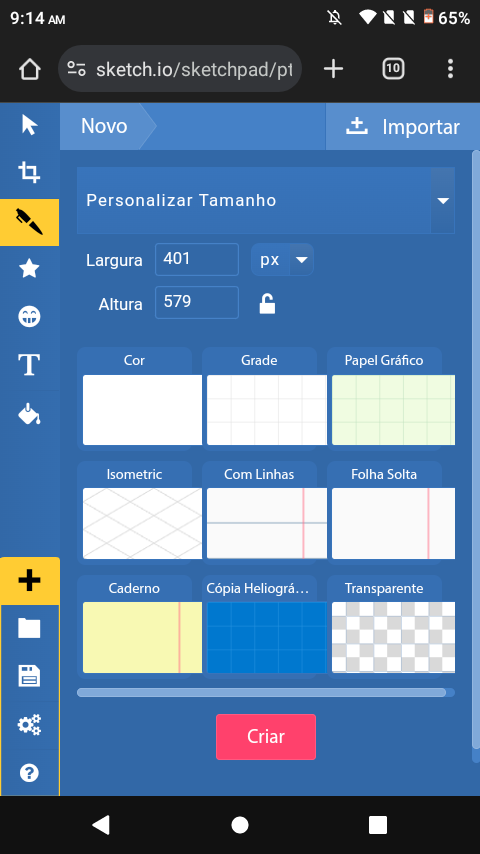 9:14 AM
65%
sketch.io/sketchpad/pt
10
Novo
Importar
Personalizar Tamanho
Largura
401
px
Altura
579
Cor
Grade
Papel Gráfico
Isometric
Com Linhas
Folha Solta
Caderno
Cópia Heliográ...
Transparente
Criar